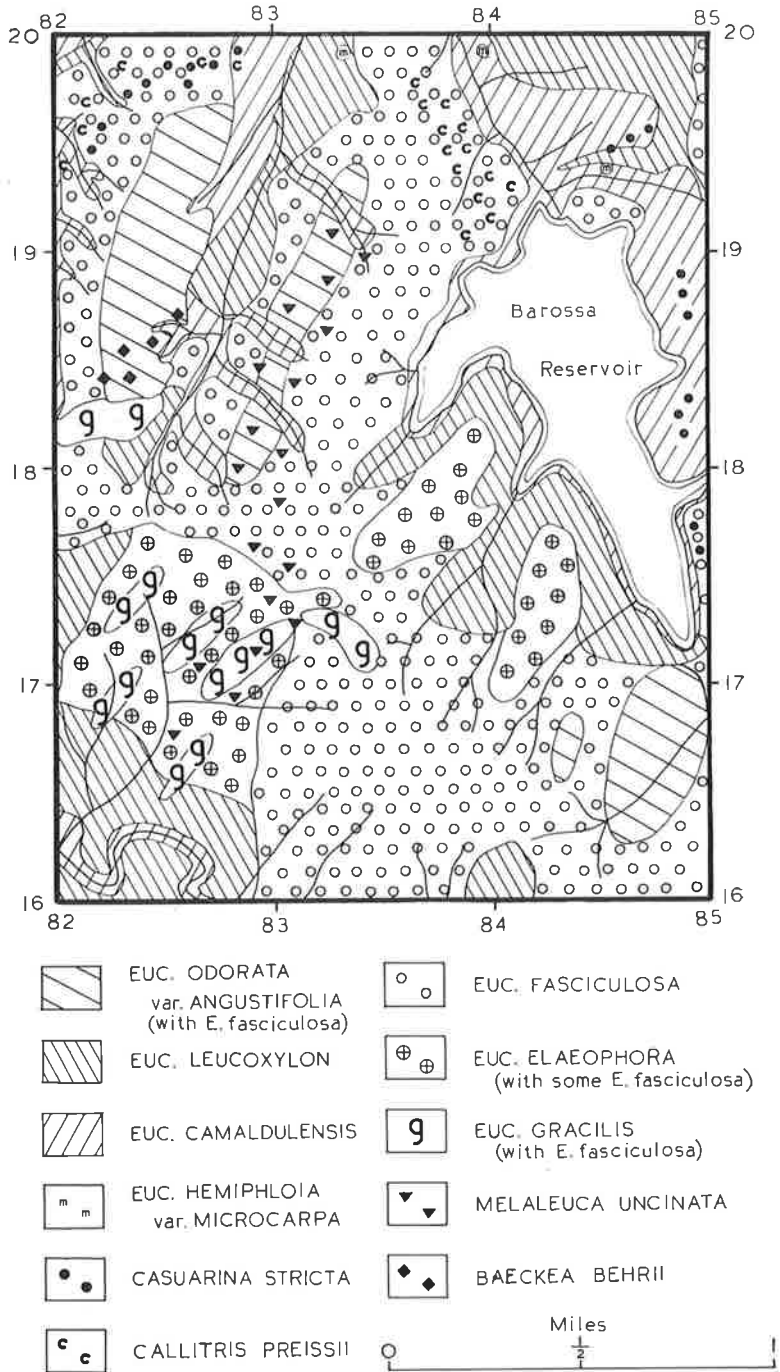 82 83 84 85
20 20
19 19
Barossa
Reservoir
18 18
17 17
16 16
82 83 84 85
EUC. ODORATA
var. ANGUSTIFOLIA
(with E. fasciculosa)
EUC. LEUCOXYLON
EUC. CAMALDULENSIS
m m
EUC. HEMIPHLOIA
var. MICROCARPA
CASUARINA STRICTA
c c
CALLITRIS PREISSII
EUC. FASCICULOSA
EUC. ELAEOPHORA
(with some E. fasciculosa)
g
EUC. GRACILIS
(with E. fasciculosa)
MELALEUCA UNCINATA
BAECKEA BEHRII
Miles
0 ½ 1